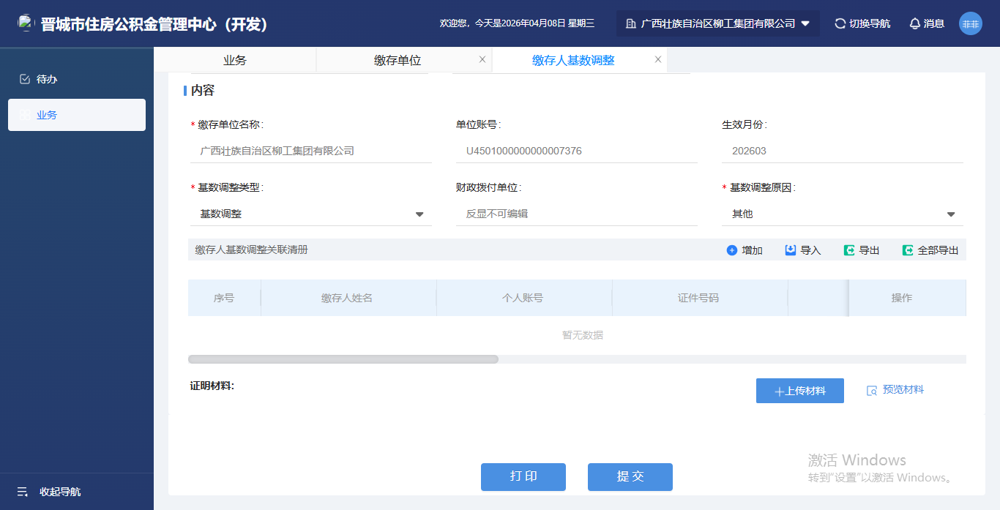 晋城市住房公积金管理中心（开发）
欢迎您，今天是2026年04月08日 星期三
广西壮族自治区柳工集团有限公司
切换导航
消息
菲菲
待办
业务
收起导航
业务
缴存单位
缴存人基数调整
内容
* 缴存单位名称:
单位账号:
生效月份:
广西壮族自治区柳工集团有限公司
U4501000000000007376
202603
* 基数调整类型:
财政拨付单位:
* 基数调整原因:
基数调整
反显不可编辑
其他
缴存人基数调整关联清册
增加
导入
导出
全部导出
序号
缴存人姓名
个人账号
证件号码
操作
暂无数据
证明材料:
上传材料
预览材料
打印
提交
激活 Windows
转到"设置"以激活 Windows。